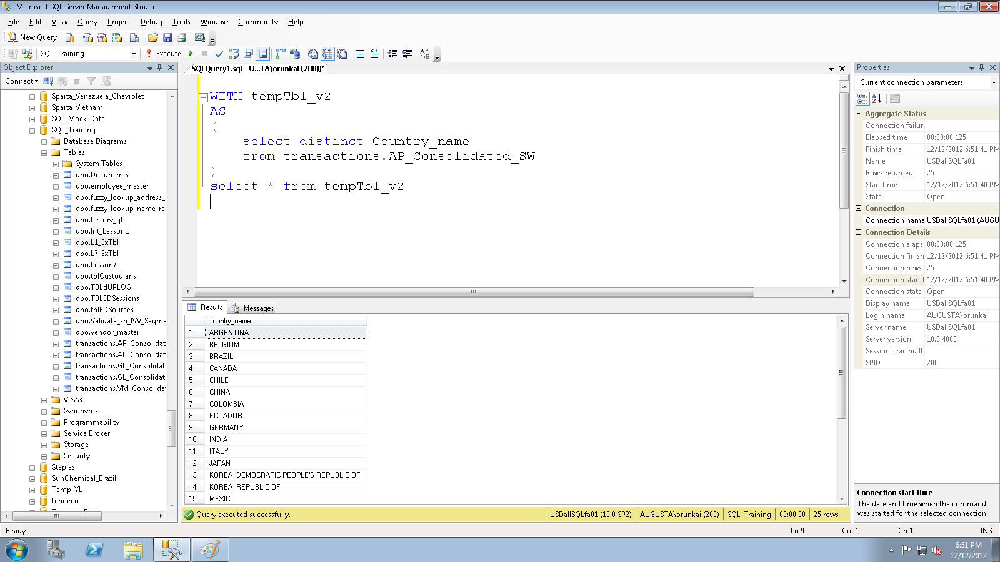 Microsoft SQL Server Management Studio
File Edit View Query Project Debug Tools Window Community Help
New Query
SQL_Training Execute
Object Explorer
Connect
Sparta_Venezuela_Chevrolet
Sparta_Vietnam
SQL_Mock_Data
SQL_Training
Database Diagrams
Tables
System Tables
dbo.Documents
dbo.employee_master
dbo.fuzzy_lookup_address_
dbo.fuzzy_lookup_name_re
dbo.history_gl
dbo.Int_Lesson1
dbo.L1_ExTbl
dbo.L7_ExTbl
dbo.Lesson7
dbo.tblCustodians
dbo.TBLdUPLOG
dbo.TBLEDSessions
dbo.tblEDSources
dbo.Validate_sp_IVV_Segme
dbo.vendor_master
transactions.AP_Consolidat
transactions.AP_Consolidat
transactions.GL_Consolidate
transactions.GL_Consolidate
transactions.VM_Consolidat
Views
Synonyms
Programmability
Service Broker
Storage
Security
Staples
SunChemical_Brazil
Temp_YL
tenneco
SQLQuery1.sql - U...TA\orunkai (200))*
WITH tempTbl_v2
AS
(
select distinct Country_name
from transactions.AP_Consolidated_SW
)
select * from tempTbl_v2
Results Messages
Country_name
1 ARGENTINA
2 BELGIUM
3 BRAZIL
4 CANADA
5 CHILE
6 CHINA
7 COLOMBIA
8 ECUADOR
9 GERMANY
10 INDIA
11 ITALY
12 JAPAN
13 KOREA, DEMOCRATIC PEOPLE'S REPUBLIC OF
14 KOREA, REPUBLIC OF
15 MEXICO
Query executed successfully. USDallSQLfa01 (10.0 SP2) AUGUSTA\orunkai (200) SQL_Training 00:00:00 25 rows
Properties
Current connection parameters
Aggregate Status
Connection failur
Elapsed time 00:00:00.125
Finish time 12/12/2012 6:51:41 PM
Name USDallSQLfa01
Rows returned 25
Start time 12/12/2012 6:51:40 PM
State Open
Connection
Connection name USDallSQLfa01 (AUGU
Connection Details
Connection elaps 00:00:00.125
Connection finish 12/12/2012 6:51:41 PM
Connection rows 25
Connection start t 12/12/2012 6:51:40 PM
Connection state Open
Display name USDallSQLfa01
Login name AUGUSTA\orunkai
Server name USDallSQLfa01
Server version 10.0.4000
Session Tracing ID
SPID 200
Connection start time
The date and time when the command
was started for the selected connection.
Ready Ln 9 Col 1 Ch 1 INS
6:51 PM
12/12/2012